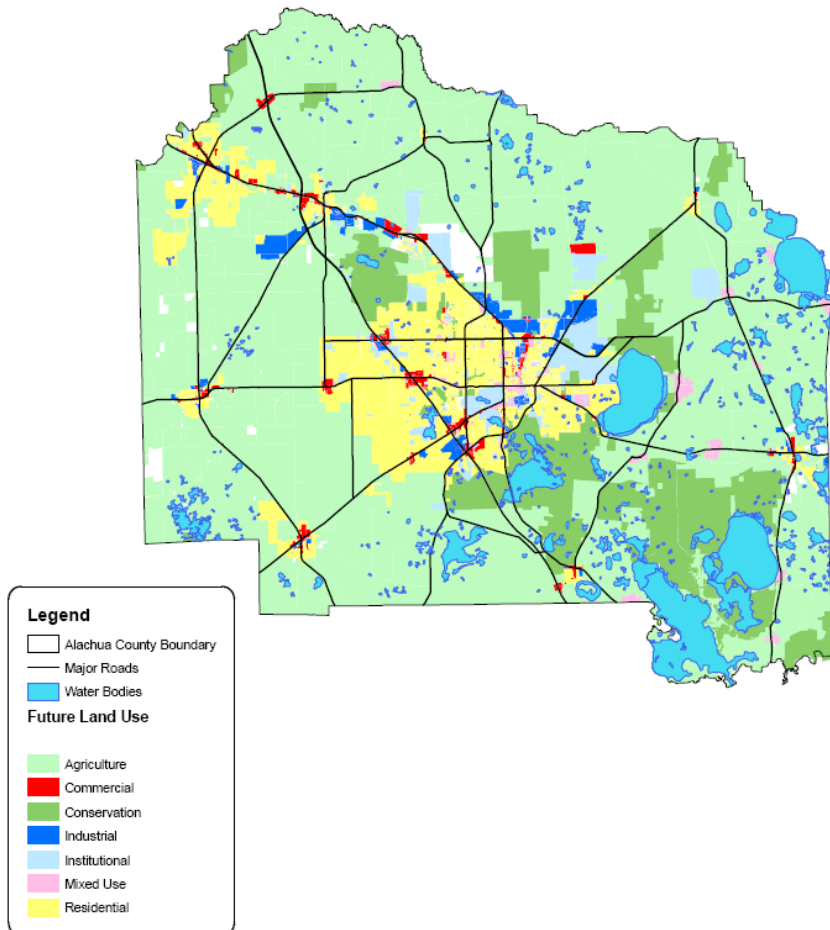 Legend
Alachua County Boundary
Major Roads
Water Bodies
Future Land Use
Agriculture
Commercial
Conservation
Industrial
Institutional
Mixed Use
Residential